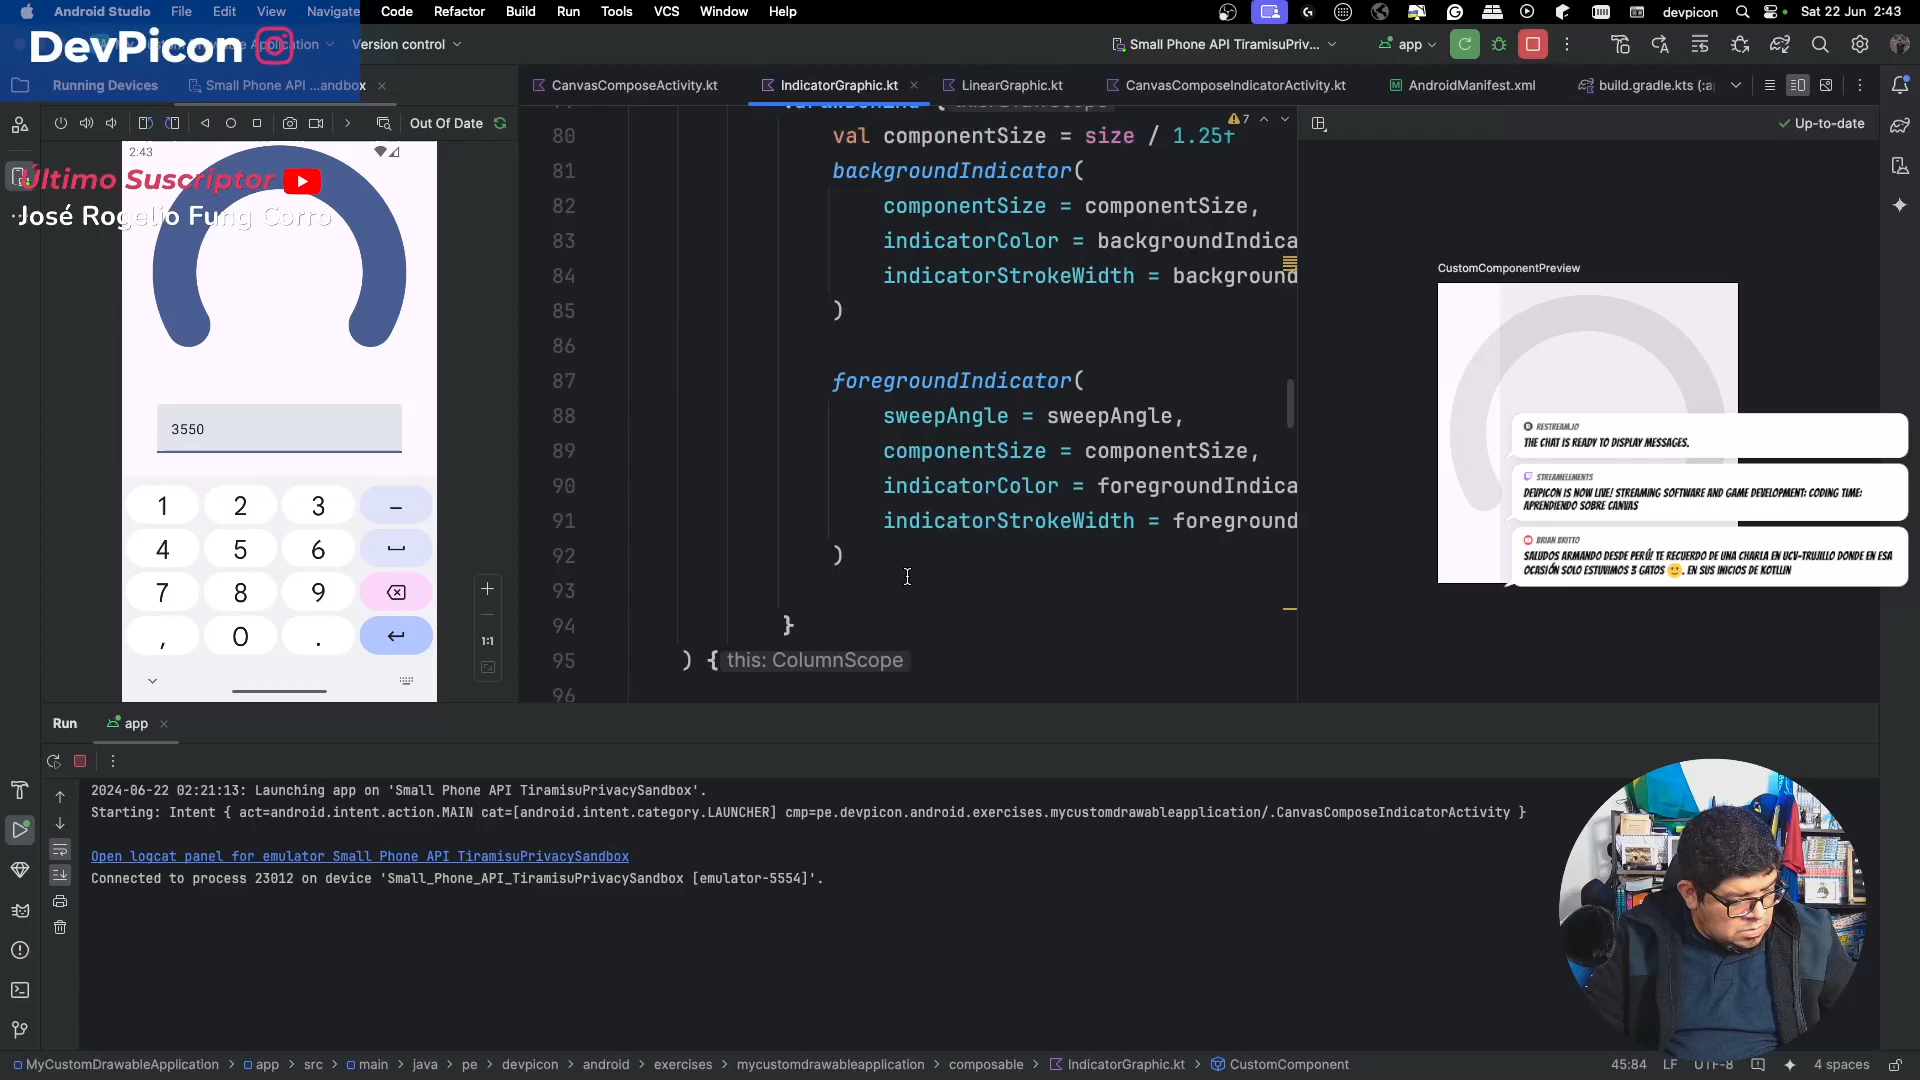 Android Studio File Edit View Navigate Code Refactor Build Run Tools VCS Window Help
devpicon Sat 22 Jun 2:43
DevPicon
Version control
Small Phone API TiramisuPriv...
app
Running Devices
Small Phone API ...andbox
CanvasComposeActivity.kt
IndicatorGraphic.kt
LinearGraphic.kt
CanvasComposeIndicatorActivity.kt
AndroidManifest.xml
build.gradle.kts (:a
Out Of Date
7
Up-to-date
2:43
Último Suscriptor
José Rogelio Fung Corro
3550
1 2 3 –
4 5 6
7 8 9
, 0 .
1:1
80 val componentSize = size / 1.25f
81 backgroundIndicator(
82 componentSize = componentSize,
83 indicatorColor = backgroundIndica
84 indicatorStrokeWidth = background
85 )
86
87 foregroundIndicator(
88 sweepAngle = sweepAngle,
89 componentSize = componentSize,
90 indicatorColor = foregroundIndica
91 indicatorStrokeWidth = foreground
92 )
93
94 }
95 ) { this: ColumnScope
96
CustomComponentPreview
RESTREAM.IO
THE CHAT IS READY TO DISPLAY MESSAGES.
STREAMELEMENTS
DEVPICON IS NOW LIVE! STREAMING SOFTWARE AND GAME DEVELOPMENT: CODING TIME:
APRENDIENDO SOBRE CANVAS
BRIAN BRITTO
SALUDOS ARMANDO DESDE PERÚ! TE RECUERDO DE UNA CHARLA EN UCV-TRUJILLO DONDE EN ESA
OCASIÓN SOLO ESTUVIMOS 3 GATOS 🙂. EN SUS INICIOS DE KOTLIN
Run app
2024-06-22 02:21:13: Launching app on 'Small Phone API TiramisuPrivacySandbox'.
Starting: Intent { act=android.intent.action.MAIN cat=[android.intent.category.LAUNCHER] cmp=pe.devpicon.android.exercises.mycustomdrawableapplication/.CanvasComposeIndicatorActivity }
Open logcat panel for emulator Small Phone API TiramisuPrivacySandbox
Connected to process 23012 on device 'Small_Phone_API_TiramisuPrivacySandbox [emulator-5554]'.
MyCustomDrawableApplication > app > src > main > java > pe > devpicon > android > exercises > mycustomdrawableapplication > composable > IndicatorGraphic.kt > CustomComponent
45:84 LF UTF-8 4 spaces